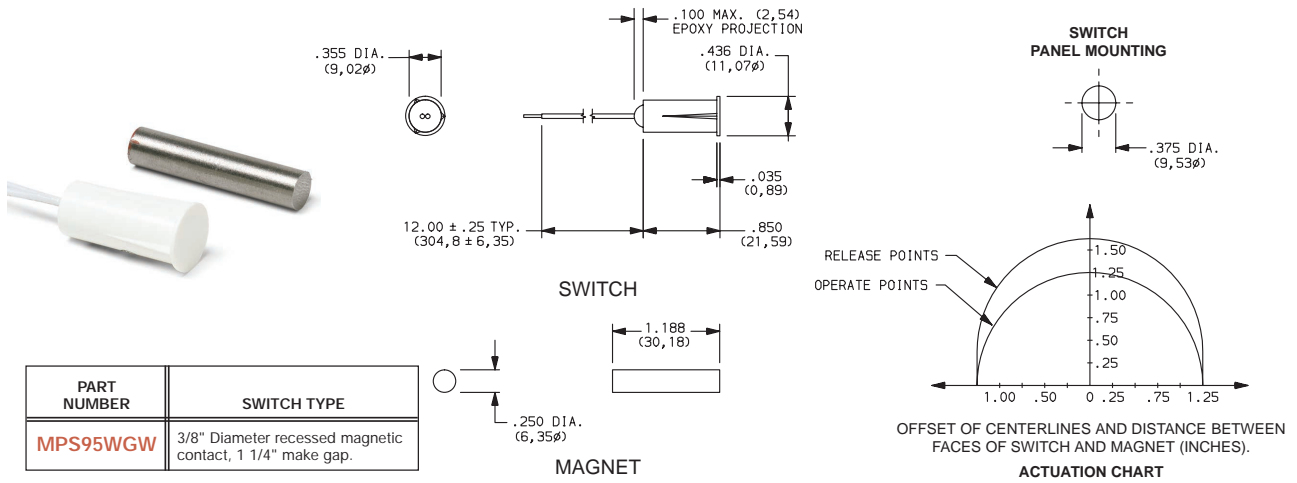 .355 DIA.
(9,02ø)
.100 MAX. (2,54)
EPOXY PROJECTION
.436 DIA.
(11,07ø)
.035
(0,89)
12.00 ± .25 TYP.
(304,8 ± 6,35)
.850
(21,59)
SWITCH
1.188
(30,18)
.250 DIA.
(6,35ø)
MAGNET
PART
NUMBER
SWITCH TYPE
MPS95WGW
3/8" Diameter recessed magnetic
contact, 1 1/4" make gap.
SWITCH
PANEL MOUNTING
.375 DIA.
(9,53ø)
RELEASE POINTS
OPERATE POINTS
1.50
1.25
1.00
.75
.50
.25
1.00 .50 0 .25 .75 1.25
OFFSET OF CENTERLINES AND DISTANCE BETWEEN
FACES OF SWITCH AND MAGNET (INCHES).
ACTUATION CHART